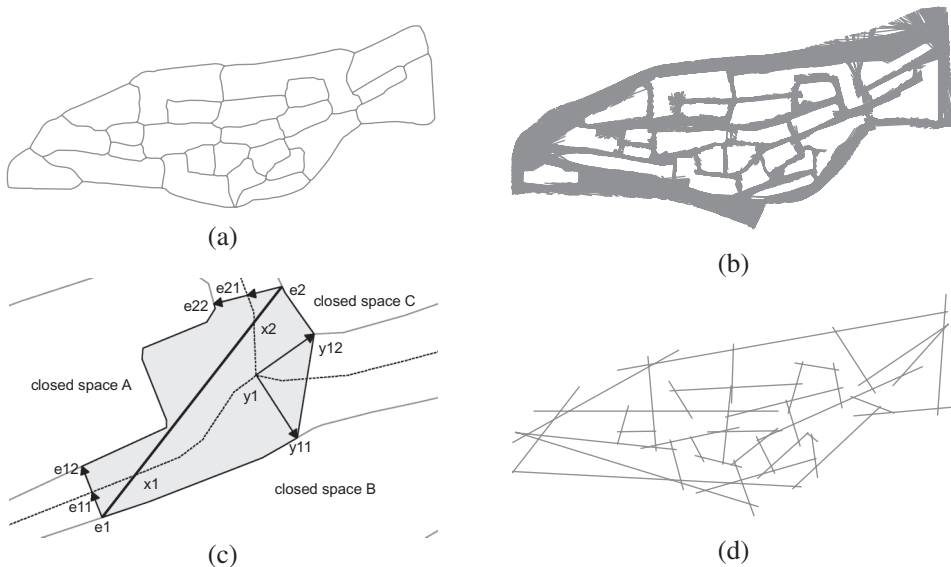 (a)
(b)
e21
e22
e2
closed space C
x2
y12
closed space A
y1
e12
y11
x1
closed space B
e11
e1
(c)
(d)